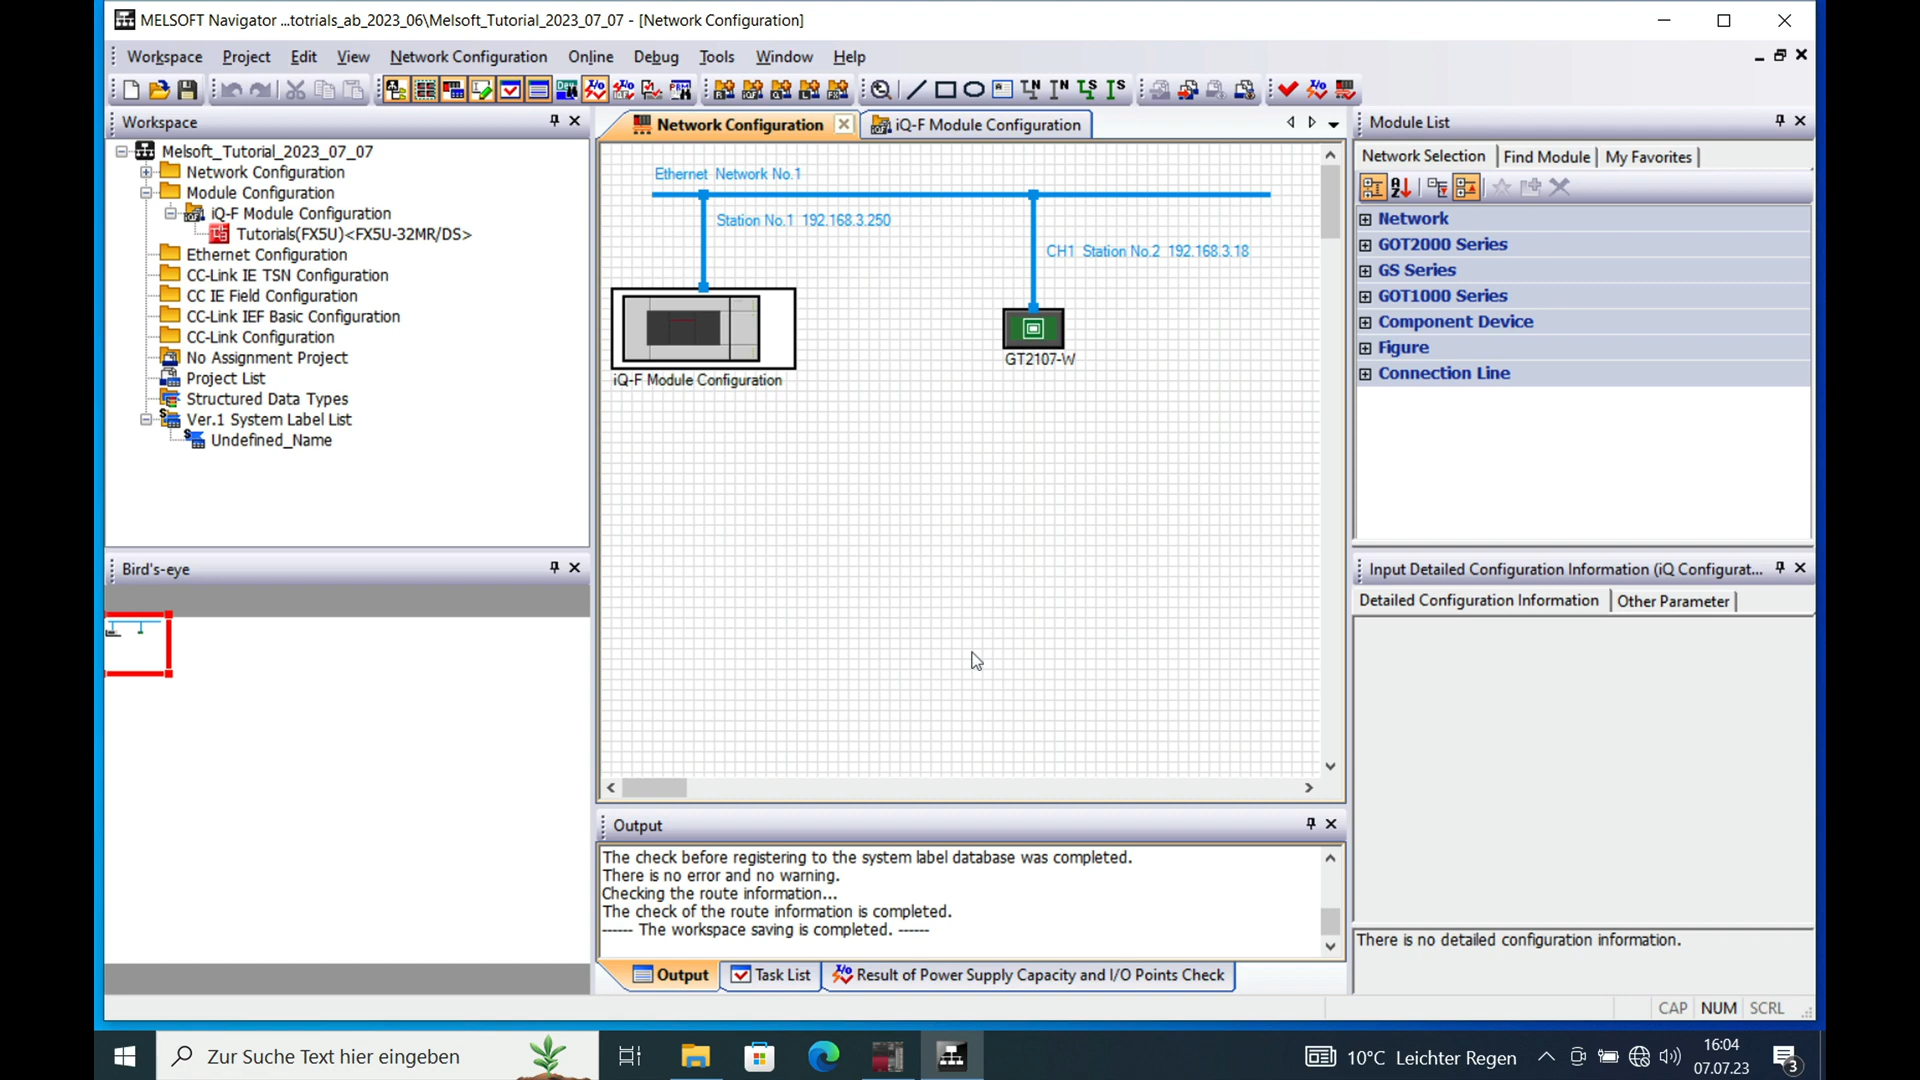 MELSOFT Navigator ...totrials_ab_2023_06\Melsoft_Tutorial_2023_07_07 - [Network Configuration]
Workspace Project Edit View Network Configuration Online Debug Tools Window Help
Workspace
Melsoft_Tutorial_2023_07_07
Network Configuration
Module Configuration
iQ-F Module Configuration
Tutorials(FX5U)<FX5U-32MR/DS>
Ethernet Configuration
CC-Link IE TSN Configuration
CC IE Field Configuration
CC-Link IEF Basic Configuration
CC-Link Configuration
No Assignment Project
Project List
Structured Data Types
Ver.1 System Label List
Undefined_Name
Bird's-eye
Network Configuration
iQ-F Module Configuration
Ethernet Network No.1
Station No.1 192.168.3.250
CH1 Station No.2 192.168.3.18
iQ-F Module Configuration
GT2107-W
Output
The check before registering to the system label database was completed.
There is no error and no warning.
Checking the route information...
The check of the route information is completed.
------ The workspace saving is completed. ------
Output Task List Result of Power Supply Capacity and I/O Points Check
Module List
Network Selection Find Module My Favorites
Network
GOT2000 Series
GS Series
GOT1000 Series
Component Device
Figure
Connection Line
Input Detailed Configuration Information (iQ Configurat...
Detailed Configuration Information Other Parameter
There is no detailed configuration information.
CAP NUM SCRL
Zur Suche Text hier eingeben
10°C Leichter Regen
16:04
07.07.23
3